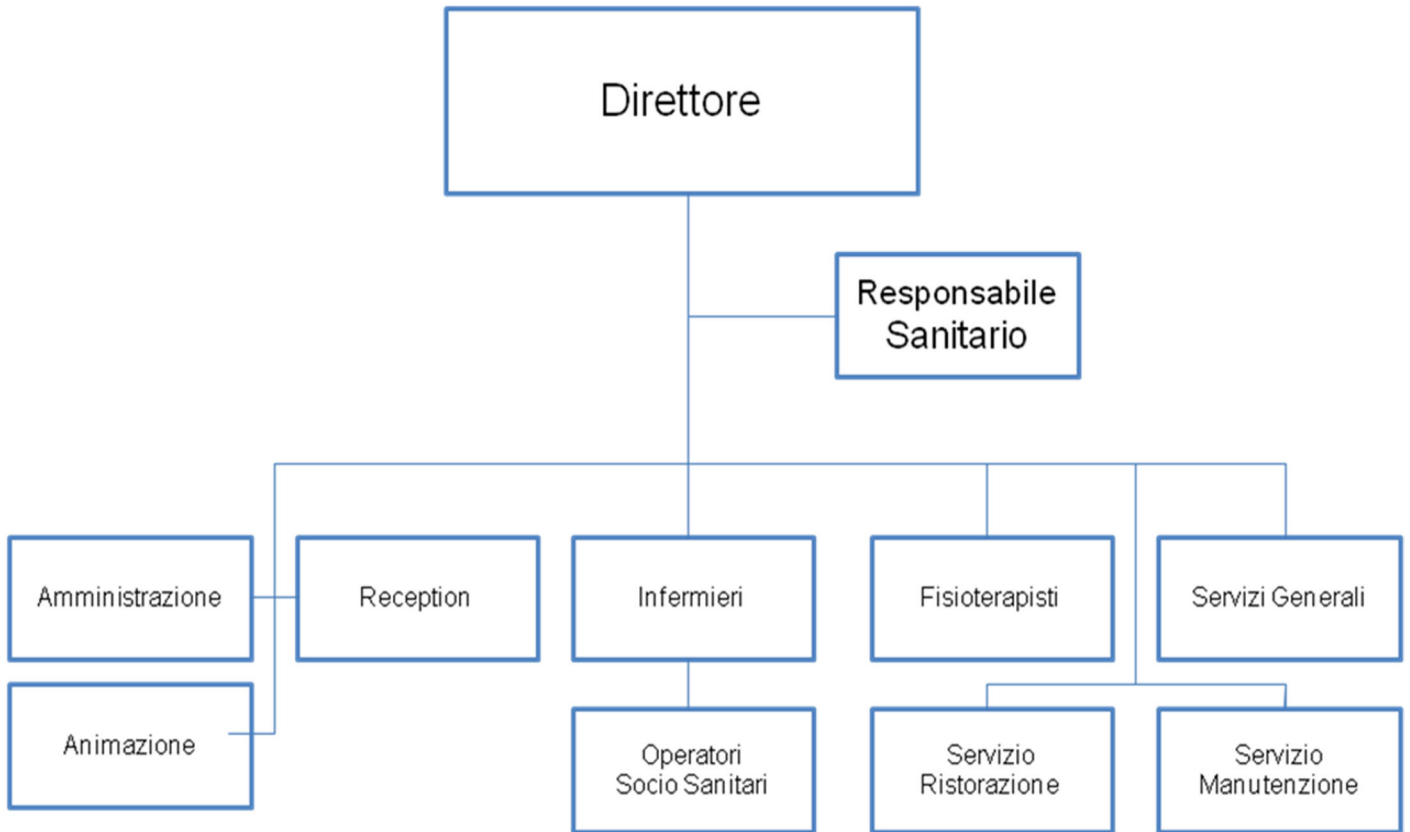 Direttore
Responsabile
Sanitario
Amministrazione
Reception
Infermieri
Fisioterapisti
Servizi Generali
Animazione
Operatori
Socio Sanitari
Servizio
Ristorazione
Servizio
Manutenzione